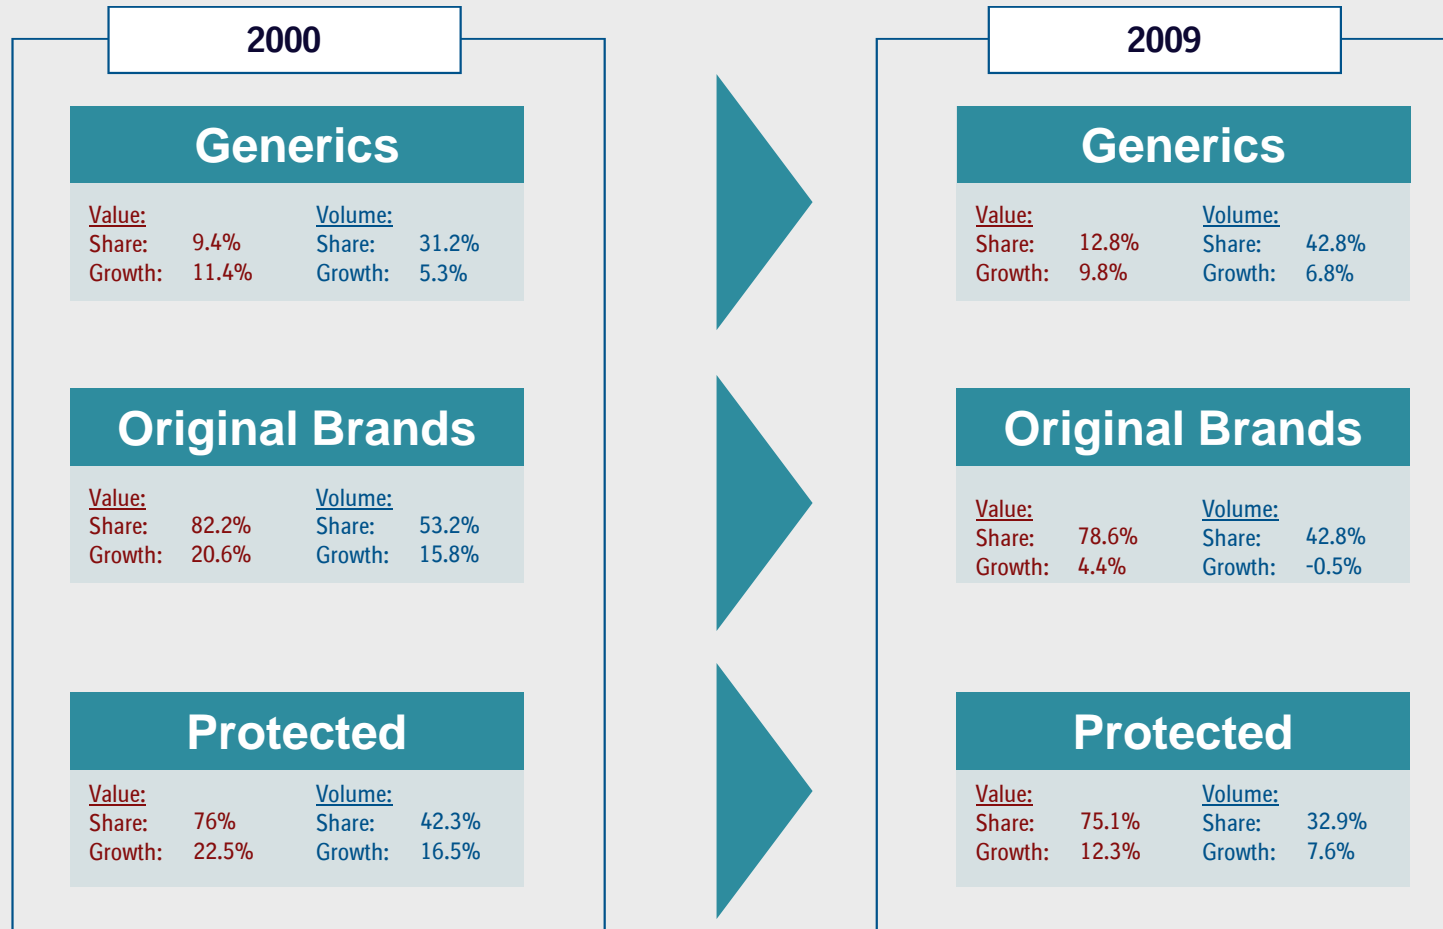 2000
Generics
Value: Volume:
Share: 9.4% Share: 31.2%
Growth: 11.4% Growth: 5.3%
Original Brands
Value: Volume:
Share: 82.2% Share: 53.2%
Growth: 20.6% Growth: 15.8%
Protected
Value: Volume:
Share: 76% Share: 42.3%
Growth: 22.5% Growth: 16.5%
2009
Generics
Value: Volume:
Share: 12.8% Share: 42.8%
Growth: 9.8% Growth: 6.8%
Original Brands
Value: Volume:
Share: 78.6% Share: 42.8%
Growth: 4.4% Growth: -0.5%
Protected
Value: Volume:
Share: 75.1% Share: 32.9%
Growth: 12.3% Growth: 7.6%